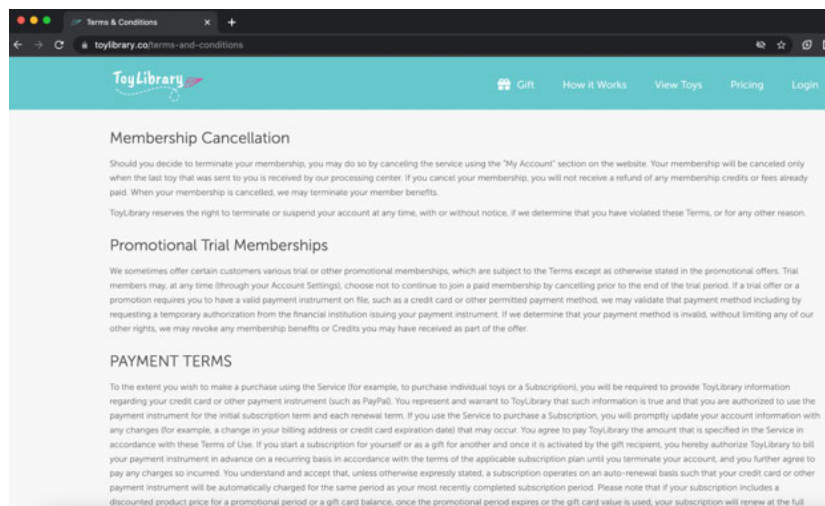 Terms & Conditions
toylibrary.co/terms-and-conditions
ToyLibrary
Gift How it Works View Toys Pricing Login
Membership Cancellation
Should you decide to terminate your membership, you may do so by canceling the service using the "My Account" section on the website. Your membership will be canceled only
when the last toy that was sent to you is received by our processing center. If you cancel your membership, you will not receive a refund of any membership credits or fees already
paid. When your membership is cancelled, we may terminate your member benefits.
ToyLibrary reserves the right to terminate or suspend your account at any time, with or without notice, if we determine that you have violated these Terms, or for any other reason.
Promotional Trial Memberships
We sometimes offer certain customers various trial or other promotional memberships, which are subject to the Terms except as otherwise stated in the promotional offers. Trial
members may, at any time (through your Account Settings), choose not to continue to join a paid membership by cancelling prior to the end of the trial period. If a trial offer or a
promotion requires you to have a valid payment instrument on file, such as a credit card or other permitted payment method, we may validate that payment method including by
requesting a temporary authorization from the financial institution issuing your payment instrument. If we determine that your payment method is invalid, without limiting any of our
other rights, we may revoke any membership benefits or Credits you may have received as part of the offer.
PAYMENT TERMS
To the extent you wish to make a purchase using the Service (for example, to purchase individual toys or a Subscription), you will be required to provide ToyLibrary information
regarding your credit card or other payment instrument (such as PayPal). You represent and warrant to ToyLibrary that such information is true and that you are authorized to use the
payment instrument for the initial subscription term and each renewal term. If you use the Service to purchase a Subscription, you will promptly update your account information with
any changes (for example, a change in your billing address or credit card expiration date) that may occur. You agree to pay ToyLibrary the amount that is specified in the Service in
accordance with these Terms of Use. If you start a subscription for yourself or as a gift for another and once it is activated by the gift recipient, you hereby authorize ToyLibrary to bill
your payment instrument in advance on a recurring basis in accordance with the terms of the applicable subscription plan until you terminate your account, and you further agree to
pay any charges so incurred. You understand and accept that, unless otherwise expressly stated, a subscription operates on an auto-renewal basis such that your credit card or other
payment instrument will be automatically charged for the same period as your most recently completed subscription period. Please note that if your subscription includes a
discounted product price for a promotional period or a gift card balance, once the promotional period expires or the gift card value is used, your subscription will renew at the full